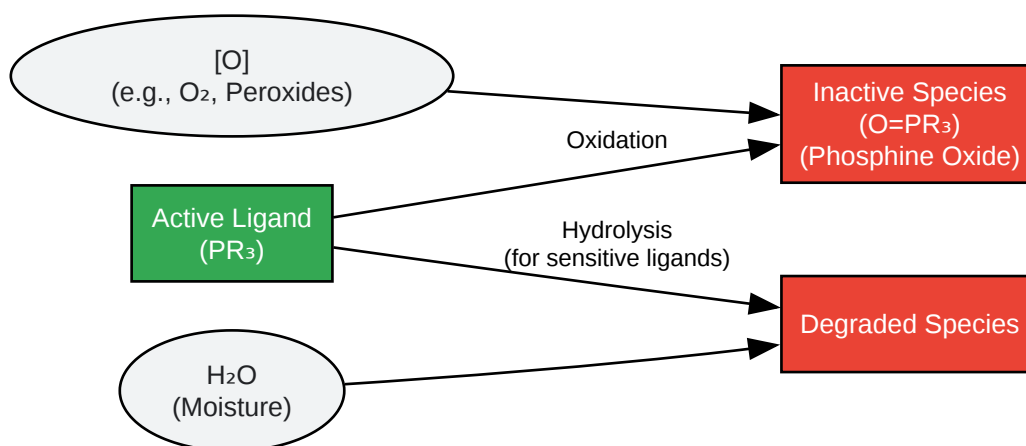 [O]
(e.g., O₂, Peroxides)
Inactive Species
(O=PR₃)
(Phosphine Oxide)
Oxidation
Active Ligand
(PR₃)
Hydrolysis
(for sensitive ligands)
Degraded Species
H₂O
(Moisture)